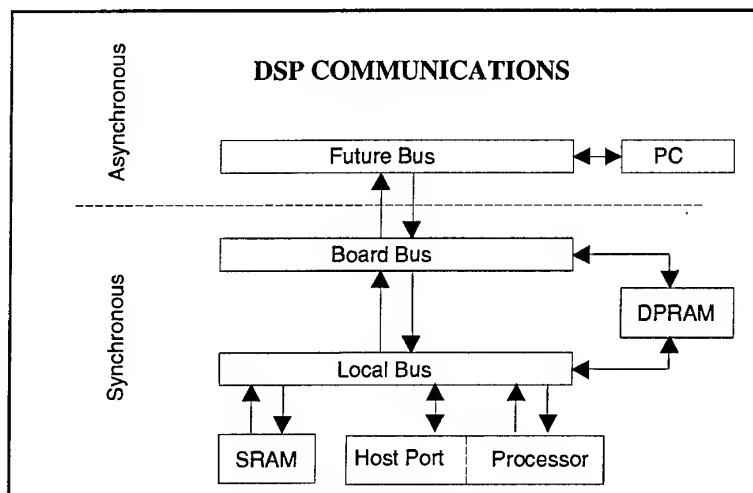 DSP COMMUNICATIONS
Asynchronous
Future Bus
PC
Synchronous
Board Bus
DPRAM
Local Bus
SRAM
Host Port
Processor